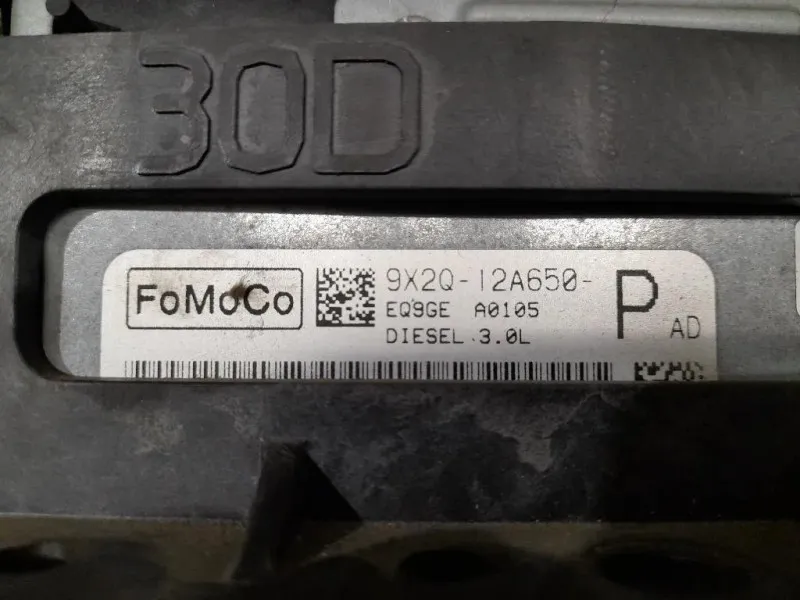 30D
FoMoCo
9X2Q-12A650-
P
AD
EQ9GE A0105
DIESEL 3.0L